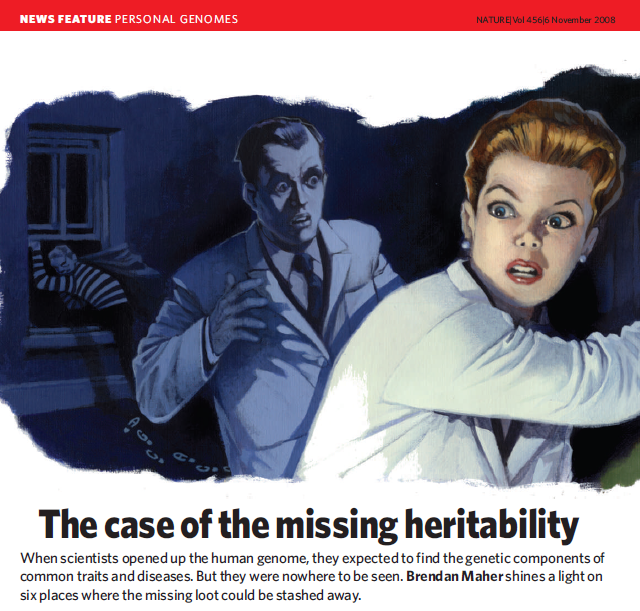 NEWS FEATURE PERSONAL GENOMES
NATURE|Vol 456|6 November 2008
The case of the missing heritability
When scientists opened up the human genome, they expected to find the genetic components of
common traits and diseases. But they were nowhere to be seen. Brendan Maher shines a light on
six places where the missing loot could be stashed away.